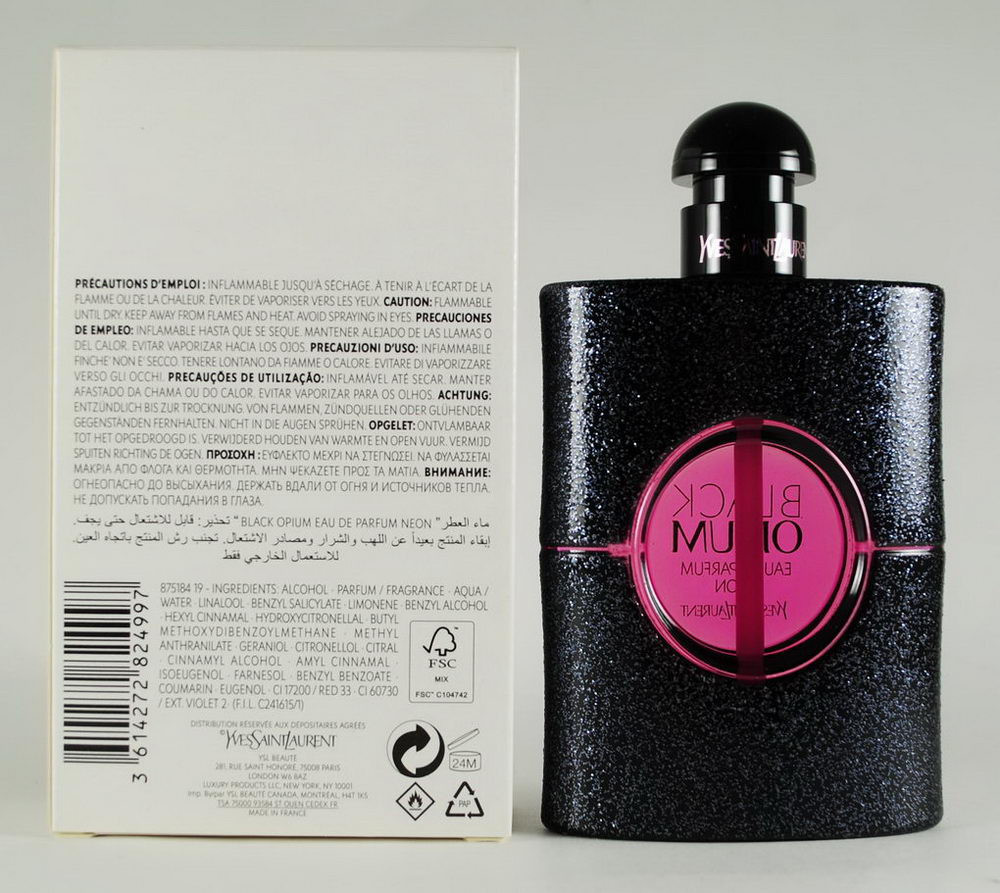 PRÉCAUTIONS D'EMPLOI : INFLAMMABLE JUSQU'À SÉCHAGE. À TENIR À L'ÉCART DE LA
FLAMME OU DE LA CHALEUR. ÉVITER DE VAPORISER VERS LES YEUX. CAUTION: FLAMMABLE
UNTIL DRY. KEEP AWAY FROM FLAMES AND HEAT. AVOID SPRAYING IN EYES. PRECAUCIONES
DE EMPLEO: INFLAMABLE HASTA QUE SE SEQUE. MANTENER ALEJADO DE LAS LLAMAS O
DEL CALOR. EVITAR VAPORIZAR HACIA LOS OJOS. PRECAUZIONI D'USO: INFIAMMABILE
FINCHE' NON E' SECCO TENERE LONTANO DA FIAMME O CALORE. EVITARE DI VAPORIZZARE
VERSO GLI OCCHI. PRECAUÇÕES DE UTILIZAÇÃO: INFLAMÁVEL ATÉ SECAR. MANTER
AFASTADO DA CHAMA OU DO CALOR. EVITAR VAPORIZAR PARA OS OLHOS. ACHTUNG:
ENTZÜNDLICH BIS ZUR TROCKNUNG. VON FLAMMEN, ZÜNDQUELLEN ODER GLÜHENDEN
GEGENSTÄNDEN FERNHALTEN. NICHT IN DIE AUGEN SPRÜHEN. OPGELET: ONTVLAMBAAR
TOT HET OPGEDROOGD IS. VERWIJDERD HOUDEN VAN WARMTE EN OPEN VUUR. VERMIJD
SPUITEN RICHTING DE OGEN. ΠΡΟΣΟΧΗ : ΕΥΦΛΕΚΤΟ ΜΕΧΡΙ ΝΑ ΣΤΕΓΝΩΣΕΙ. ΝΑ ΦΥΛΑΣΣΕΤΑΙ
ΜΑΚΡΙΑ ΑΠΟ ΦΛΟΓΑ ΚΑΙ ΘΕΡΜΟΤΗΤΑ. ΜΗΝ ΨΕΚΑΖΕΤΕ ΠΡΟΣ ΤΑ ΜΑΤΙΑ. ВНИМАНИЕ:
ОГНЕОПАСНО ДО ВЫСЫХАНИЯ. ДЕРЖАТЬ ВДАЛИ ОТ ОГНЯ И ИСТОЧНИКОВ ТЕПЛА.
НЕ ДОПУСКАТЬ ПОПАДАНИЯ В ГЛАЗА.
ماء العطر "BLACK OPIUM EAU DE PARFUM NEON" تحذير: قابل للاشتعال حتى يجف.
إبقاء المنتج بعيداً عن اللهب والشرار ومصادر الاشتعال. تجنب رش المنتج باتجاه العين.
للاستعمال الخارجي فقط
875184 19 - INGREDIENTS: ALCOHOL · PARFUM / FRAGRANCE · AQUA /
WATER · LINALOOL · BENZYL SALICYLATE · LIMONENE · BENZYL ALCOHOL
· HEXYL CINNAMAL · HYDROXYCITRONELLAL · BUTYL
METHOXYDIBENZOYLMETHANE · METHYL
ANTHRANILATE · GERANIOL · CITRONELLOL · CITRAL
· CINNAMYL ALCOHOL · AMYL CINNAMAL ·
ISOEUGENOL · FARNESOL · BENZYL BENZOATE ·
COUMARIN · EUGENOL · CI 17200 / RED 33 · CI 60730
/ EXT. VIOLET 2· (F.I.L. C241615/1)
FSC
MIX
FSC™ C104742
3 614272 824997
DISTRIBUTION RÉSERVÉE AUX DÉPOSITAIRES AGRÉÉS
©YVESSAINTLAURENT
YSL BEAUTÉ
281, RUE SAINT HONORÉ, 75008 PARIS
LONDON W6 8AZ
LUXURY PRODUCTS LLC, NEW YORK, NY 10001
Imp. By/par YSL BEAUTÉ CANADA, MONTRÉAL, H4T 1K5
TSA 75000 93584 ST OUEN CEDEX FR
MADE IN FRANCE
24M
PAP
YVES SAINT LAURE
BLACK
OPIUM
EAU PARFUM
ON
YVES NTLAURENT